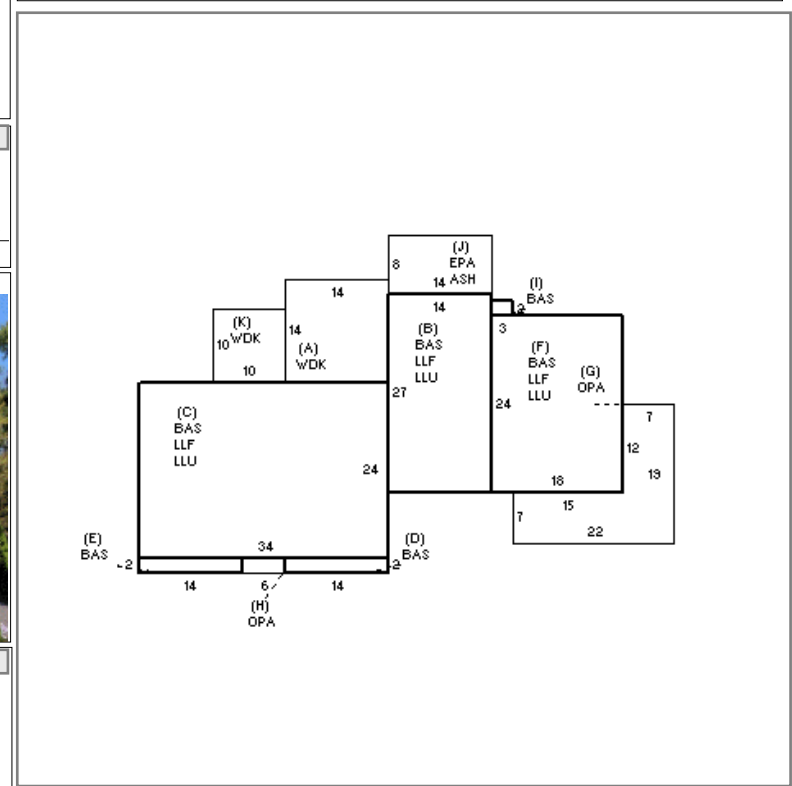 (J)
EPA
ASH
8
14
14
(I)
BAS
2
14
(K)
WDK
10
10
14
(A)
WDK
(B)
BAS
LLF
LLU
27
3
(F)
BAS
LLF
LLU
24
(G)
OPA
7
12
19
18
15
7
22
(C)
BAS
LLF
LLU
24
34
(E)
BAS
2
(D)
BAS
2
14
6
14
(H)
OPA